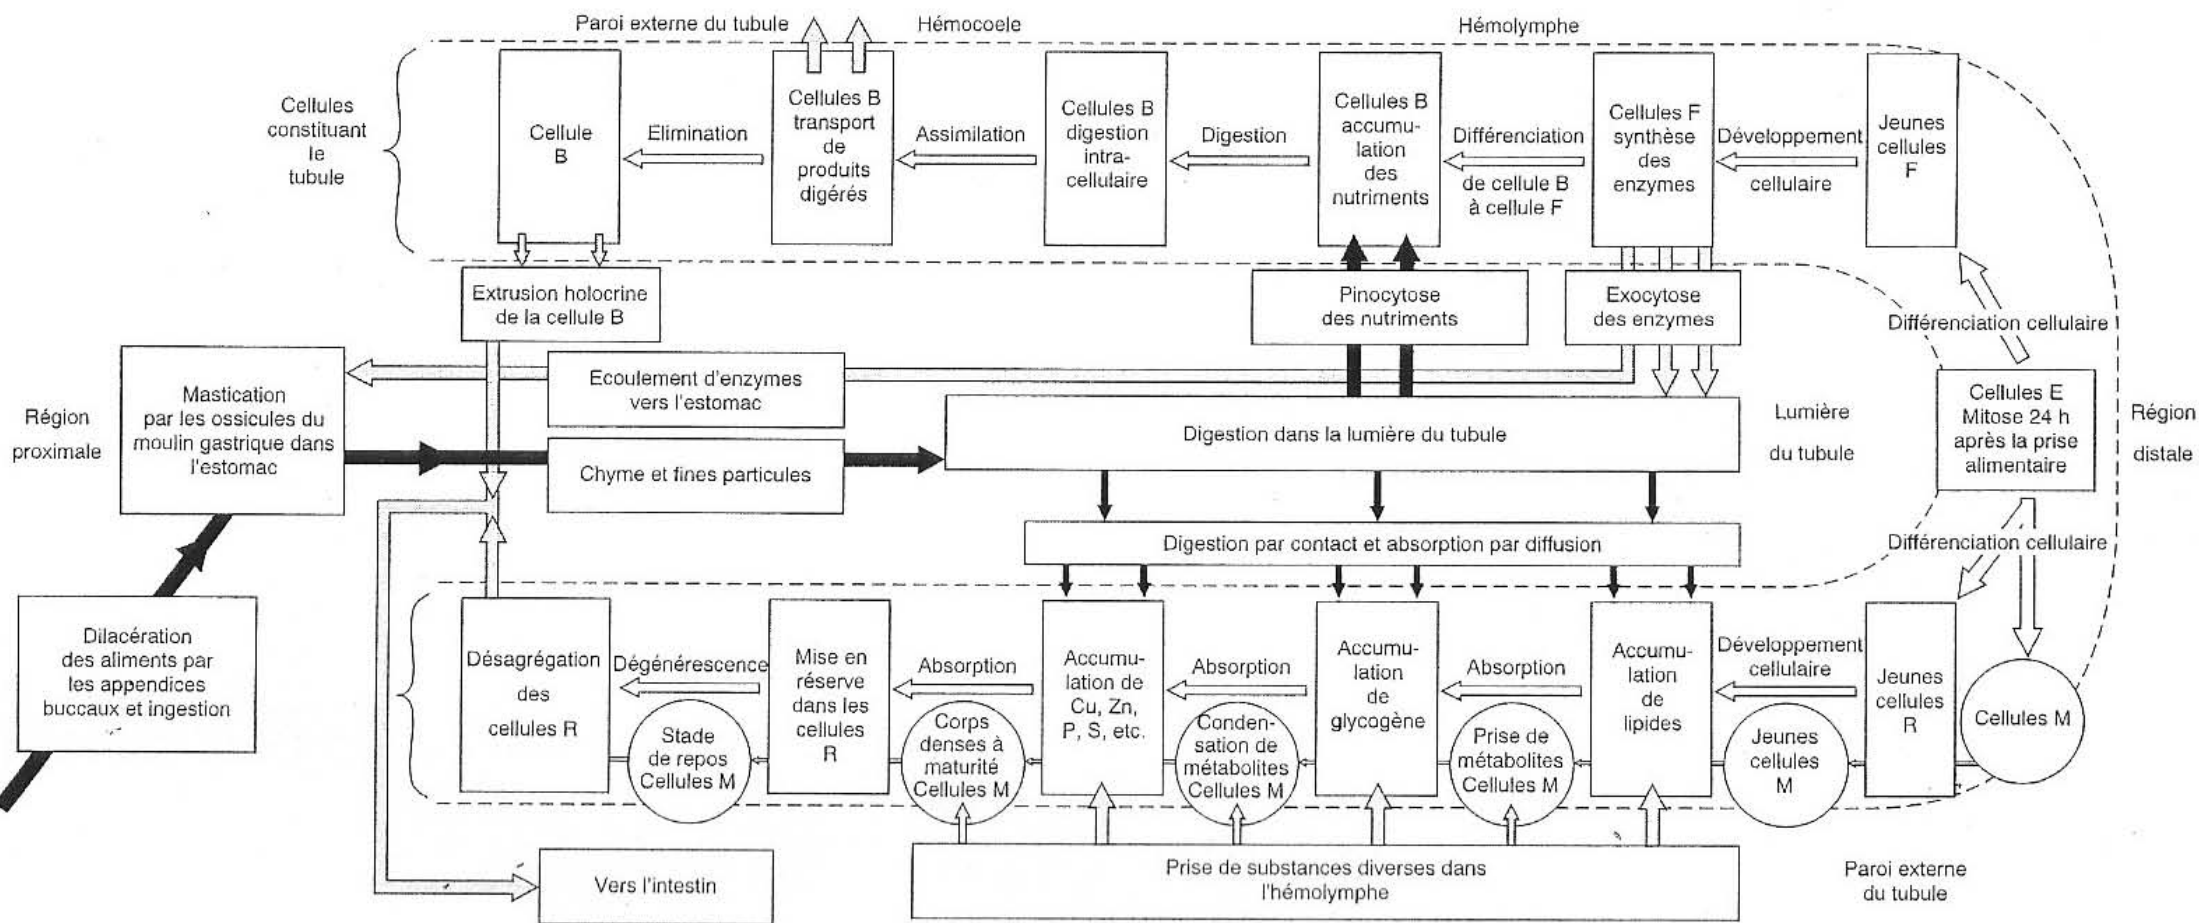 Paroi externe du tubule
Hémocoele
Hémolymphe
Cellules
constituant
le
tubule
Cellule
B
Elimination
Cellules B
transport
de
produits
digérés
Assimilation
Cellules B
digestion
intra-
cellulaire
Digestion
Cellules B
accumu-
lation
des
nutriments
Différenciation
de cellule B
à cellule F
Cellules F
synthèse
des
enzymes
Développement
cellulaire
Jeunes
cellules
F
Extrusion holocrine
de la cellule B
Pinocytose
des nutriments
Exocytose
des enzymes
Différenciation cellulaire
Région
proximale
Mastication
par les ossicules du
moulin gastrique dans
l'estomac
Ecoulement d'enzymes
vers l'estomac
Chyme et fines particules
Digestion dans la lumière du tubule
Lumière
du tubule
Cellules E
Mitose 24 h
après la prise
alimentaire
Région
distale
Digestion par contact et absorption par diffusion
Différenciation cellulaire
Dilacération
des aliments par
les appendices
buccaux et ingestion
Désagrégation
des
cellules R
Dégénérescence
Stade
de repos
Cellules M
Mise en
réserve
dans les
cellules
R
Absorption
Corps
denses à
maturité
Cellules M
Accumu-
lation de
Cu, Zn,
P, S, etc.
Absorption
Conden-
sation de
métabolites
Cellules M
Accumu-
lation
de
glycogène
Absorption
Prise de
métabolites
Cellules M
Accumu-
lation
de
lipides
Développement
cellulaire
Jeunes
cellules
M
Jeunes
cellules
R
Cellules M
Vers l'intestin
Prise de substances diverses dans
l'hémolymphe
Paroi externe
du tubule